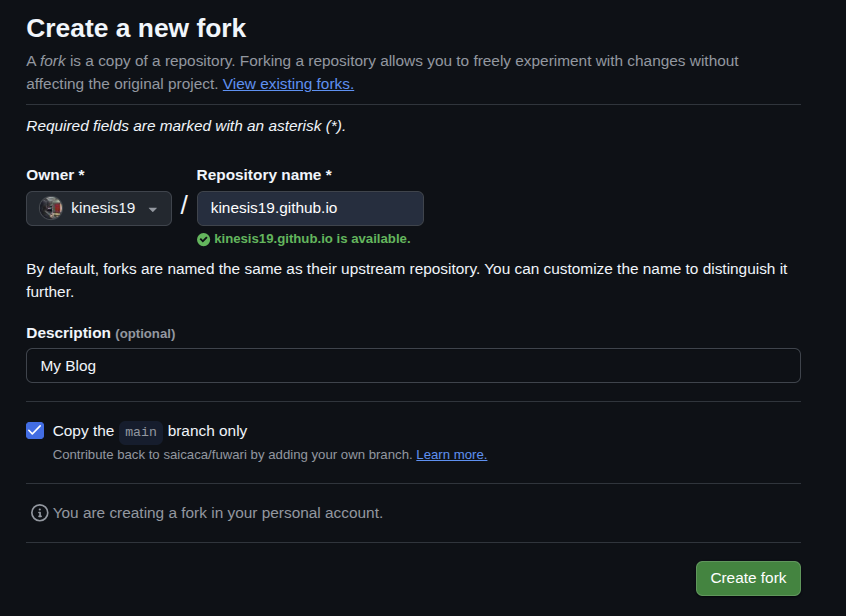 Create a new fork
A fork is a copy of a repository. Forking a repository allows you to freely experiment with changes without
affecting the original project. View existing forks.
Required fields are marked with an asterisk (*).
Owner * Repository name *
kinesis19 / kinesis19.github.io
kinesis19.github.io is available.
By default, forks are named the same as their upstream repository. You can customize the name to distinguish it
further.
Description (optional)
My Blog
Copy the main branch only
Contribute back to saicaca/fuwari by adding your own branch. Learn more.
You are creating a fork in your personal account.
Create fork